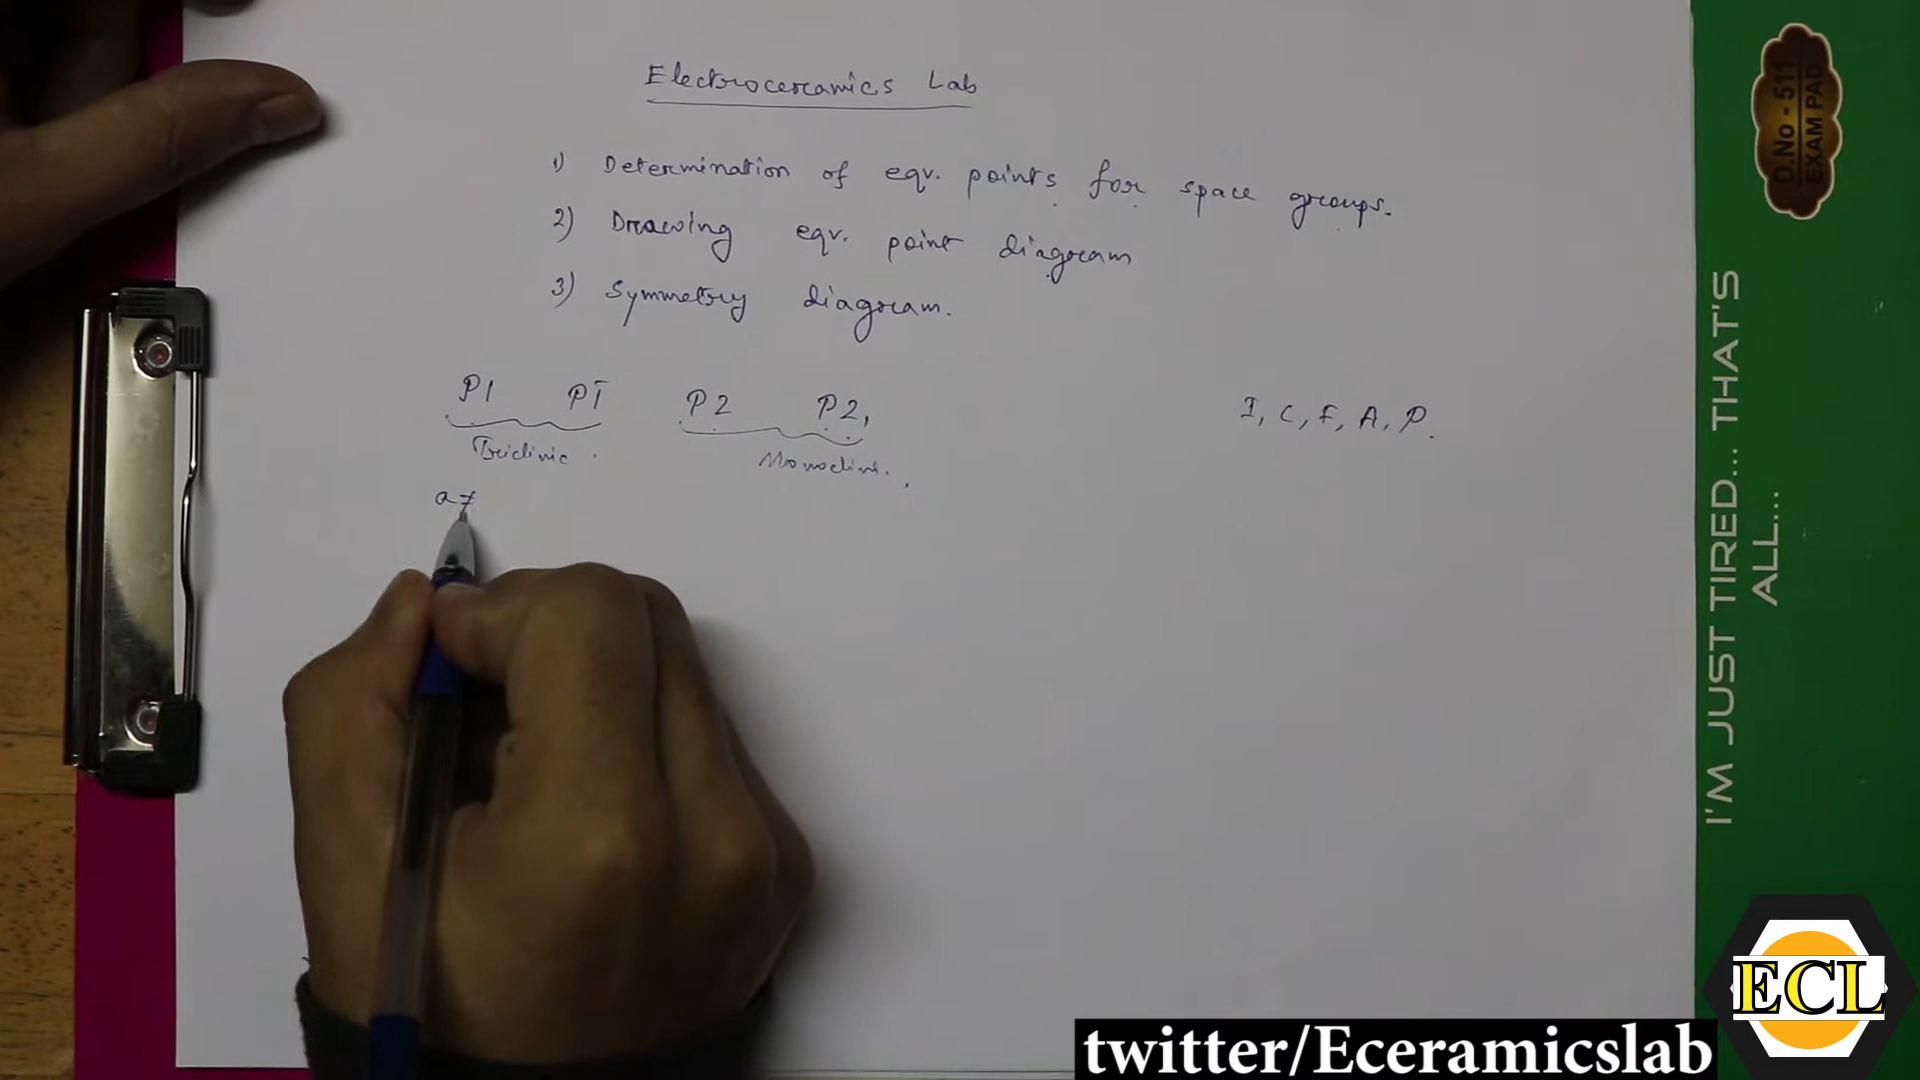 Electroceramics Lab
1) Determination of eqv. points for space groups.
2) Drawing eqv. point diagram
3) Symmetry diagram.
P1 P1̄ P2 P2₁
I, C, F, A, P.
Triclinic
Monoclini.
a ≠
D.No - 511
EXAM PAD
I'M JUST TIRED... THAT'S
ALL...
ECL
twitter/Eceramicslab